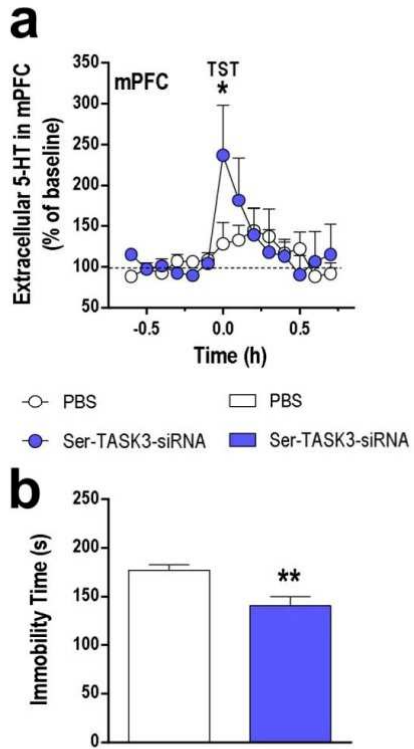 a
mPFC
TST
*
Extracellular 5-HT in mPFC
(% of baseline)
350
300
250
200
150
100
50
-0.5
0.0
0.5
Time (h)
PBS
PBS
Ser-TASK3-siRNA
Ser-TASK3-siRNA
b
Immobility Time (s)
250
200
150
100
50
0
**